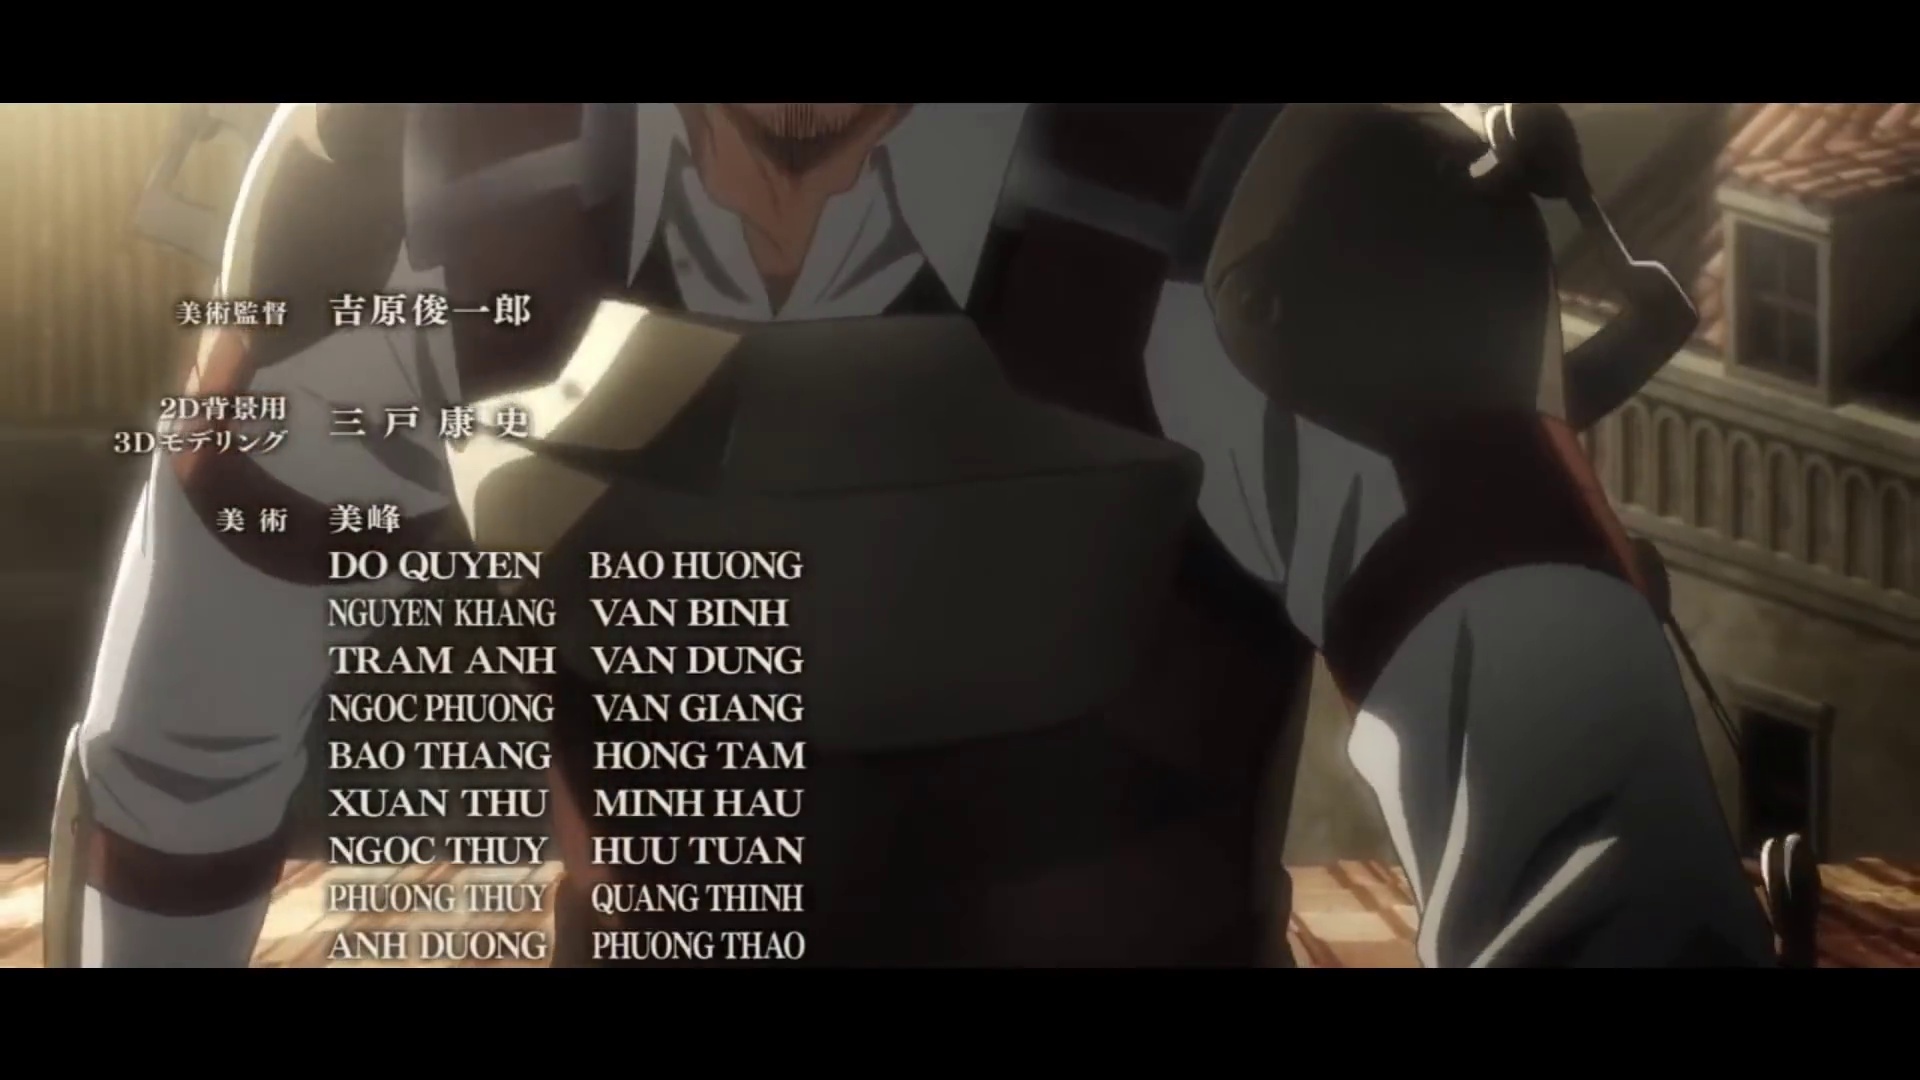 美術監督 吉原俊一郎
2D背景用
3Dモデリング 三戸康史
美術 美峰
DO QUYEN BAO HUONG
NGUYEN KHANG VAN BINH
TRAM ANH VAN DUNG
NGOC PHUONG VAN GIANG
BAO THANG HONG TAM
XUAN THU MINH HAU
NGOC THUY HUU TUAN
PHUONG THUY QUANG THINH
ANH DUONG PHUONG THAO